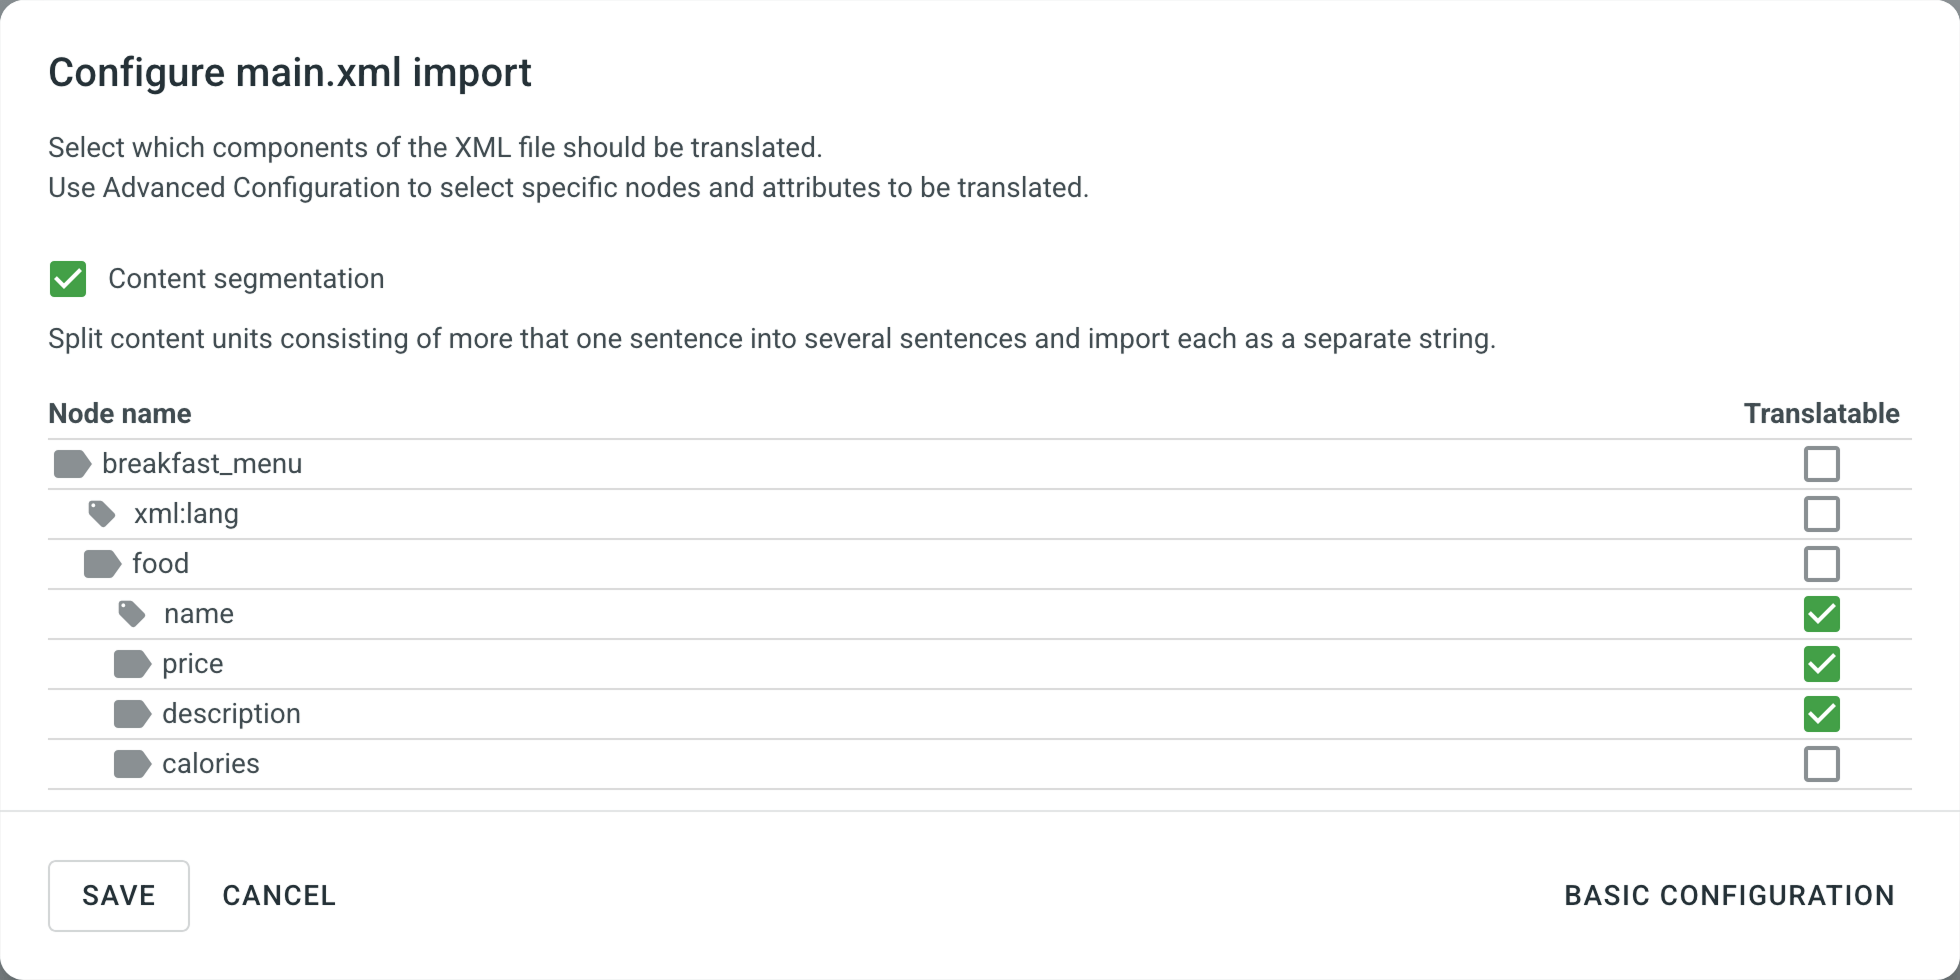 Configure main.xml import
Select which components of the XML file should be translated.
Use Advanced Configuration to select specific nodes and attributes to be translated.
Content segmentation
Split content units consisting of more that one sentence into several sentences and import each as a separate string.
Node name Translatable
breakfast_menu
xml:lang
food
name
price
description
calories
SAVE CANCEL BASIC CONFIGURATION